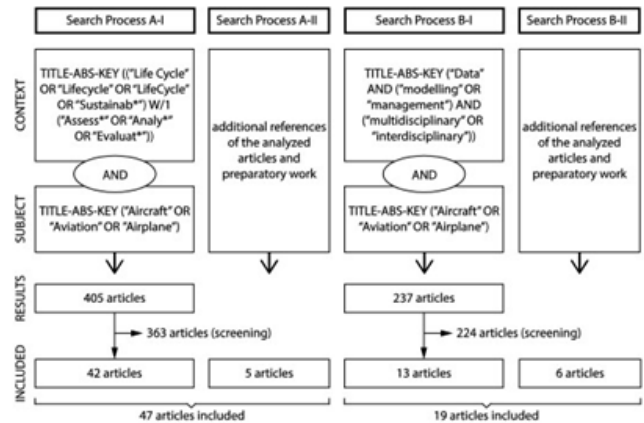 Search Process A-I
Search Process A-II
Search Process B-I
Search Process B-II
CONTEXT
TITLE-ABS-KEY (("Life Cycle"
OR "Lifecycle" OR "LifeCycle"
OR "Sustainab*") W/1
("Assess*" OR "Analy*"
OR "Evaluat*"))
additional references
of the analyzed
articles and
preparatory work
TITLE-ABS-KEY ("Data"
AND ("modelling" OR
"management") AND
("multidisciplinary" OR
"interdisciplinary"))
additional references
of the analyzed
articles and
preparatory work
AND
AND
SUBJECT
TITLE-ABS-KEY ("Aircraft" OR
"Aviation" OR "Airplane")
TITLE-ABS-KEY ("Aircraft" OR
"Aviation" OR "Airplane")
RESULTS
405 articles
237 articles
363 articles (screening)
224 articles (screening)
INCLUDED
42 articles
5 articles
13 articles
6 articles
47 articles included
19 articles included